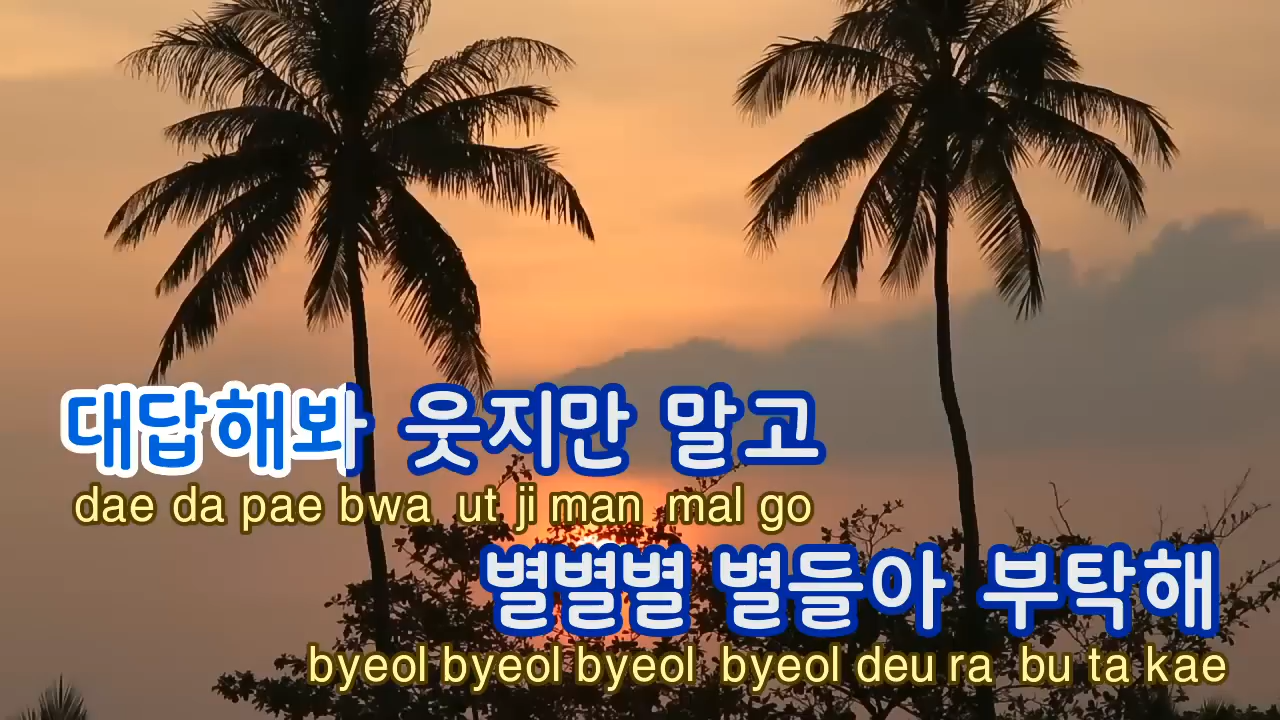 대답해봐 웃지만 말고
dae da pae bwa ut ji man mal go
별별별 별들아 부탁해
byeol byeol byeol byeol deu ra bu ta kae